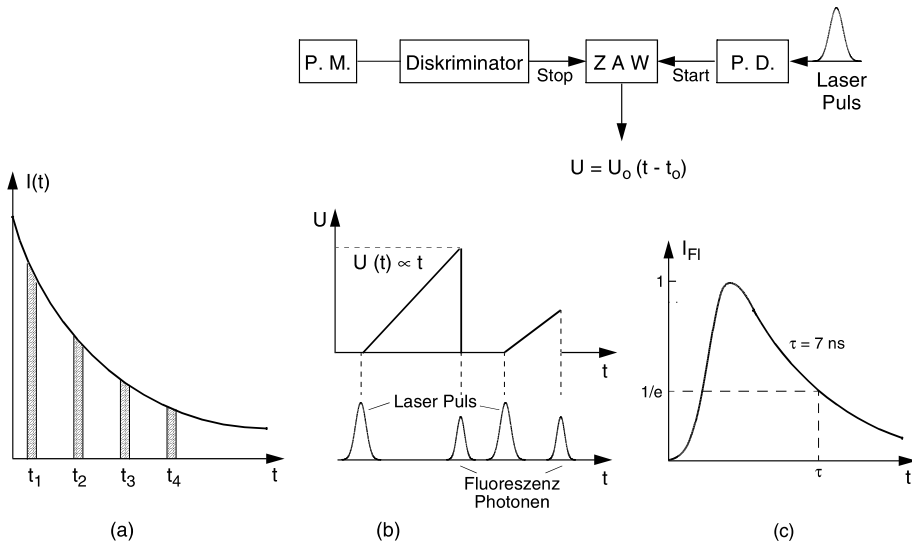 P. M.
Diskriminator
Stop
Z A W
Start
P. D.
Laser
Puls
U = U₀ (t - t₀)
I(t)
t₁ t₂ t₃ t₄ t
(a)
U
U (t) ∝ t
t
Laser Puls
Fluoreszenz
Photonen
t
(b)
I_Fl
1
τ = 7 ns
1/e
τ
t
(c)